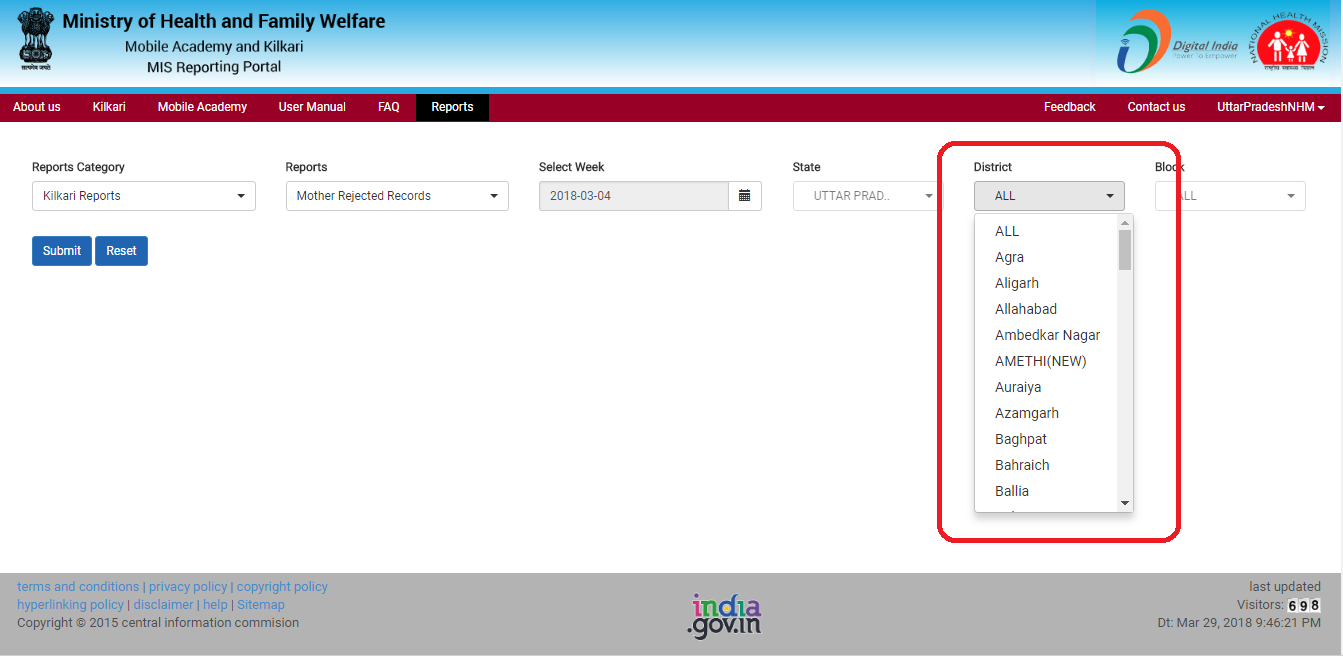 Ministry of Health and Family Welfare
Mobile Academy and Kilkari
MIS Reporting Portal
सत्यमेव जयते
Digital India
Power To Empower
NATIONAL HEALTH MISSION
राष्ट्रीय स्वास्थ्य मिशन
About us Kilkari Mobile Academy User Manual FAQ Reports Feedback Contact us UttarPradeshNHM
Reports Category Reports Select Week State District Block
Kilkari Reports Mother Rejected Records 2018-03-04 UTTAR PRAD.. ALL ALL
Submit Reset
ALL
Agra
Aligarh
Allahabad
Ambedkar Nagar
AMETHI(NEW)
Auraiya
Azamgarh
Baghpat
Bahraich
Ballia
terms and conditions | privacy policy | copyright policy
hyperlinking policy | disclaimer | help | Sitemap
Copyright © 2015 central information commision
india
.gov.in
last updated
Visitors: 698
Dt: Mar 29, 2018 9:46:21 PM